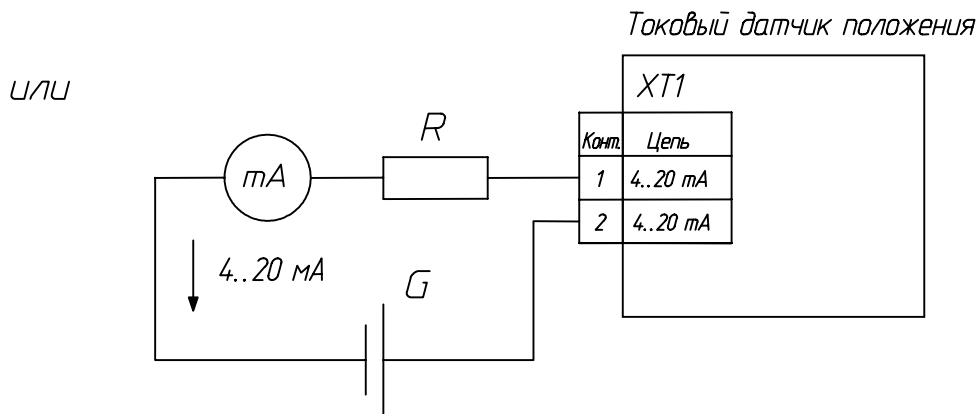 Токовый датчик положения
или
XT1
R
Конт. Цепь
mA
1 4..20 mA
2 4..20 mA
4..20 мА
G